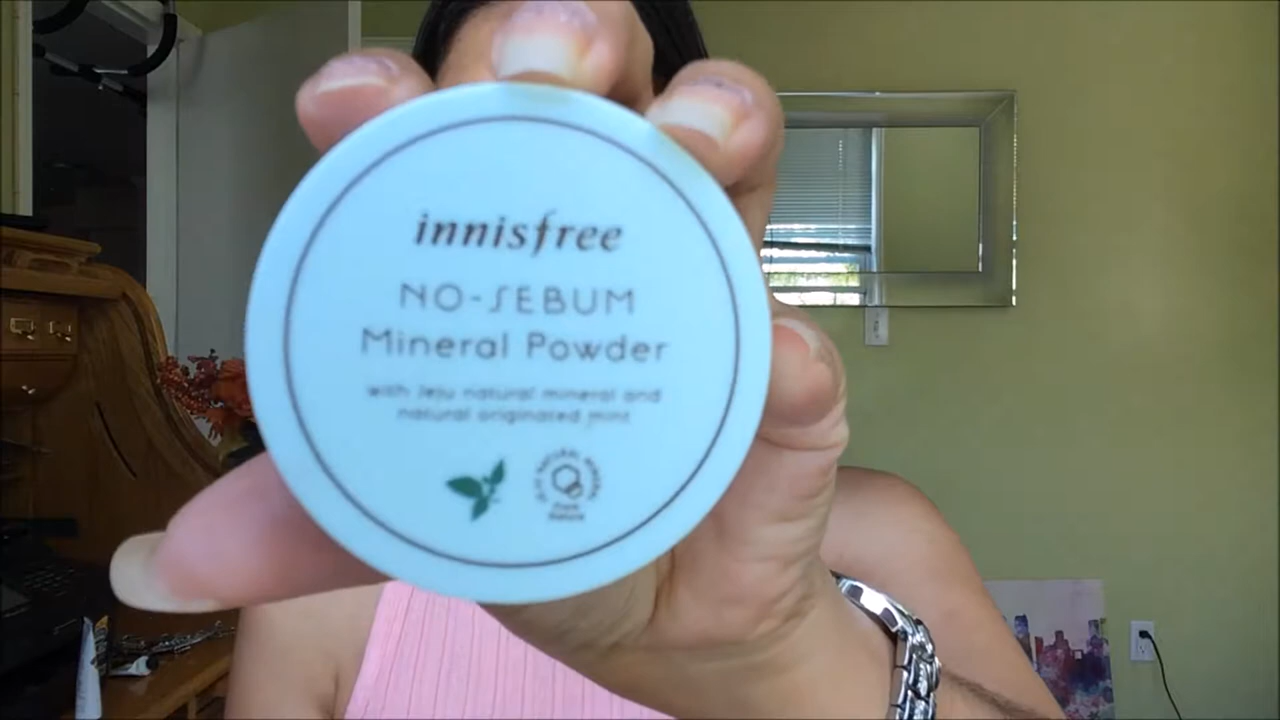 innisfree
NO-SEBUM
Mineral Powder
with Jeju natural mineral and
natural originated mint